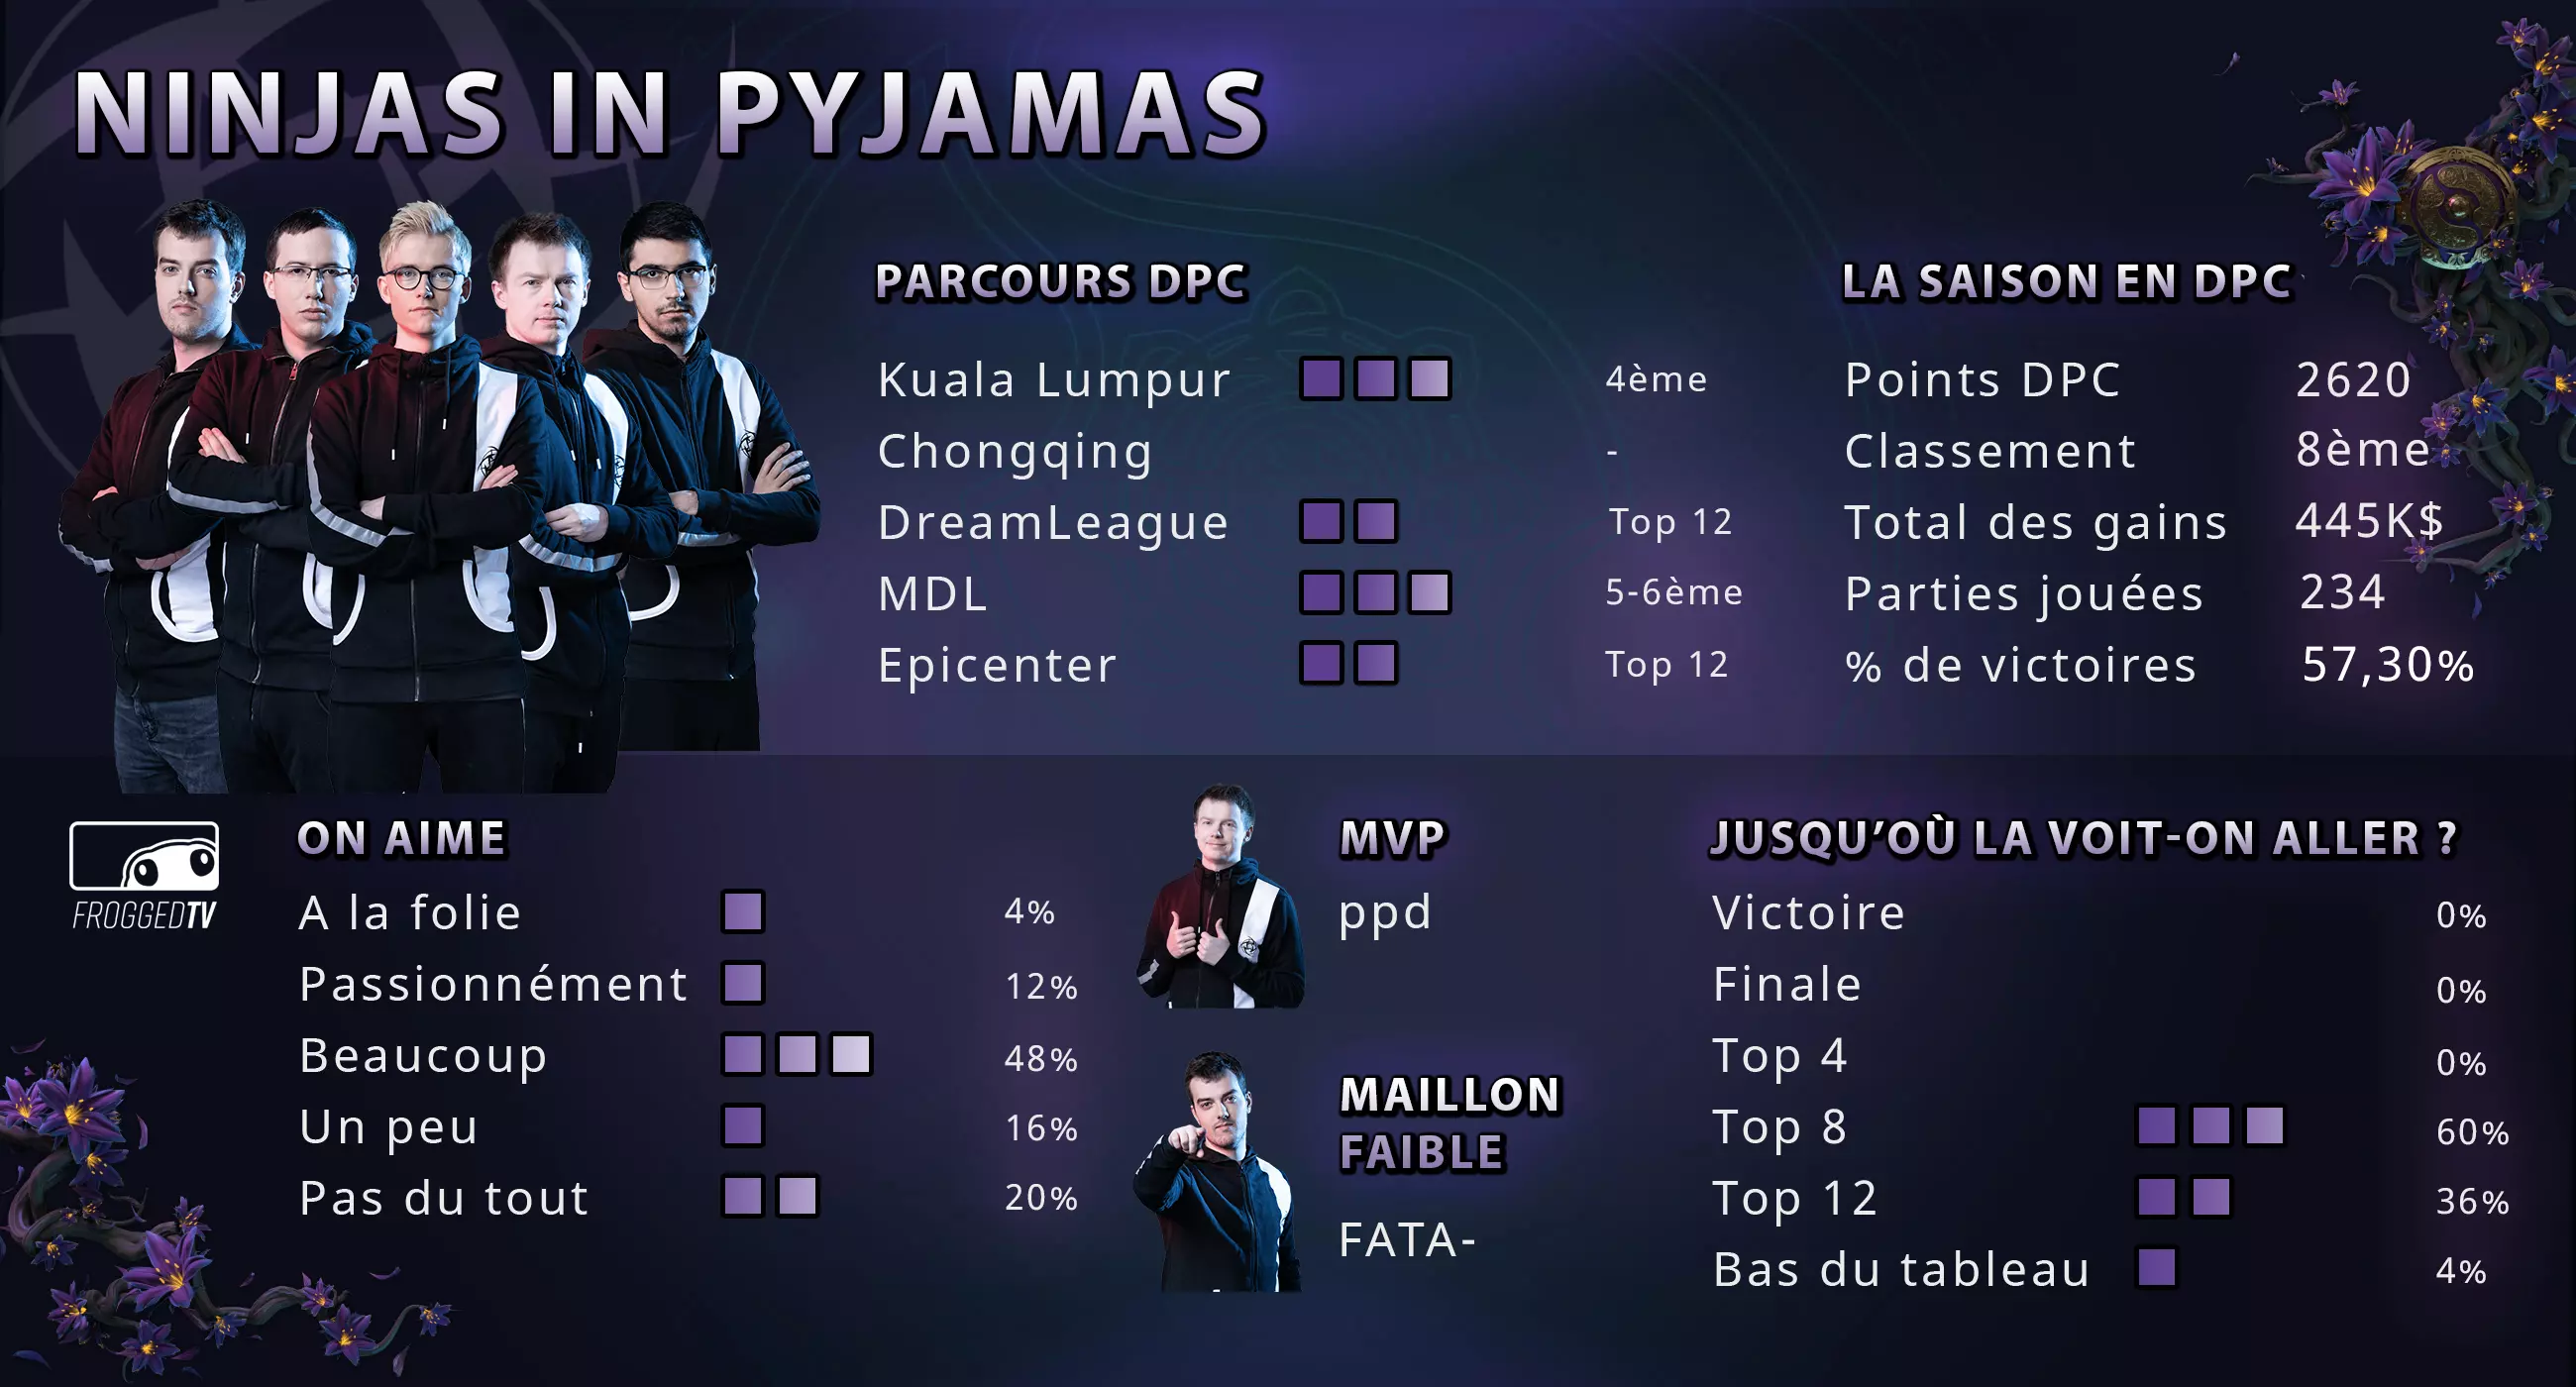 NINJAS IN PYJAMAS
PARCOURS DPC
Kuala Lumpur 4ème
Chongqing -
DreamLeague Top 12
MDL 5-6ème
Epicenter Top 12
LA SAISON EN DPC
Points DPC 2620
Classement 8ème
Total des gains 445K$
Parties jouées 234
% de victoires 57,30%
FROGGEDTV
ON AIME
A la folie 4%
Passionnément 12%
Beaucoup 48%
Un peu 16%
Pas du tout 20%
MVP
ppd
MAILLON
FAIBLE
FATA-
JUSQU'OÙ LA VOIT-ON ALLER ?
Victoire 0%
Finale 0%
Top 4 0%
Top 8 60%
Top 12 36%
Bas du tableau 4%